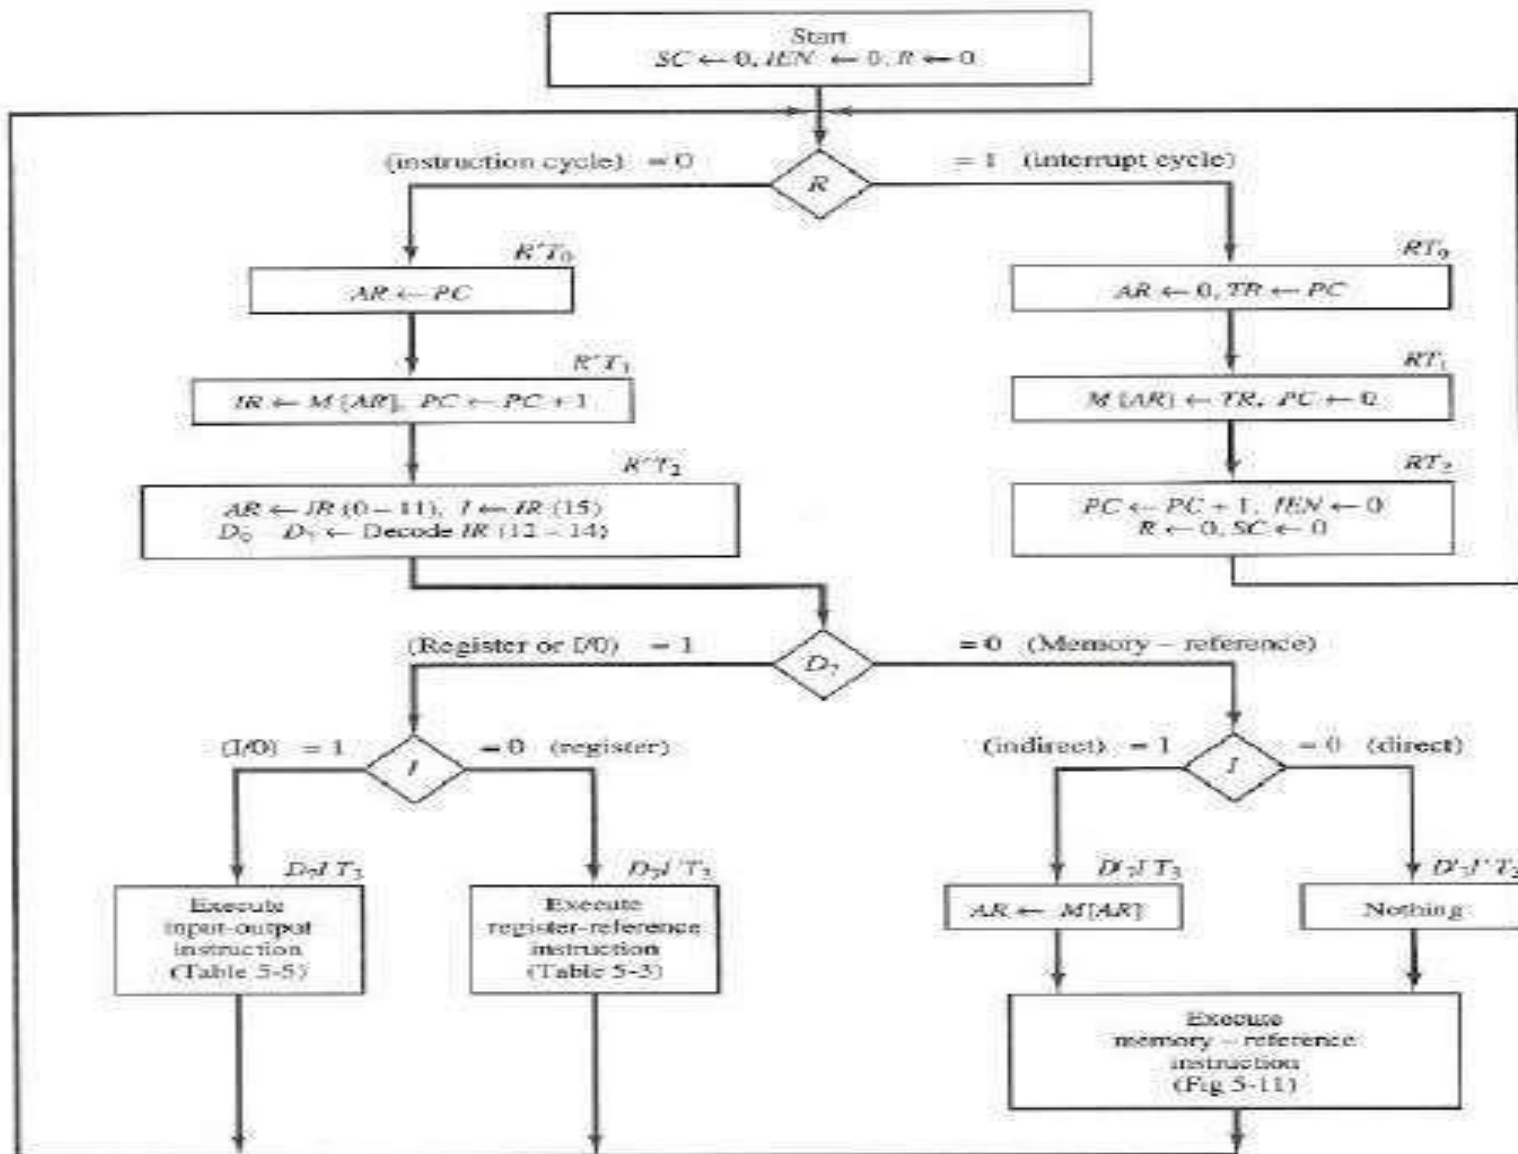 Start
SC ← 0, IEN ← 0, R ← 0
(instruction cycle) = 0
= 1 (interrupt cycle)
R
R'T₀
AR ← PC
RT₀
AR ← 0, TR ← PC
R'T₁
IR ← M[AR], PC ← PC + 1
RT₁
M[AR] ← TR, PC ← 0
R'T₂
AR ← IR (0 – 11), I ← IR (15)
D₀ D₇ ← Decode IR (12 – 14)
RT₂
PC ← PC + 1, IEN ← 0
R ← 0, SC ← 0
(Register or I/0) = 1
= 0 (Memory – reference)
D₇
(I/0) = 1
= 0 (register)
I
(indirect) = 1
= 0 (direct)
I
D₇I T₃
Execute
input-output
instruction
(Table 5-5)
D₇I'T₃
Execute
register-reference
instruction
(Table 5-3)
D'₇I T₃
AR ← M[AR]
D'₇I'T₃
Nothing
Execute
memory – reference
instruction
(Fig 5-11)